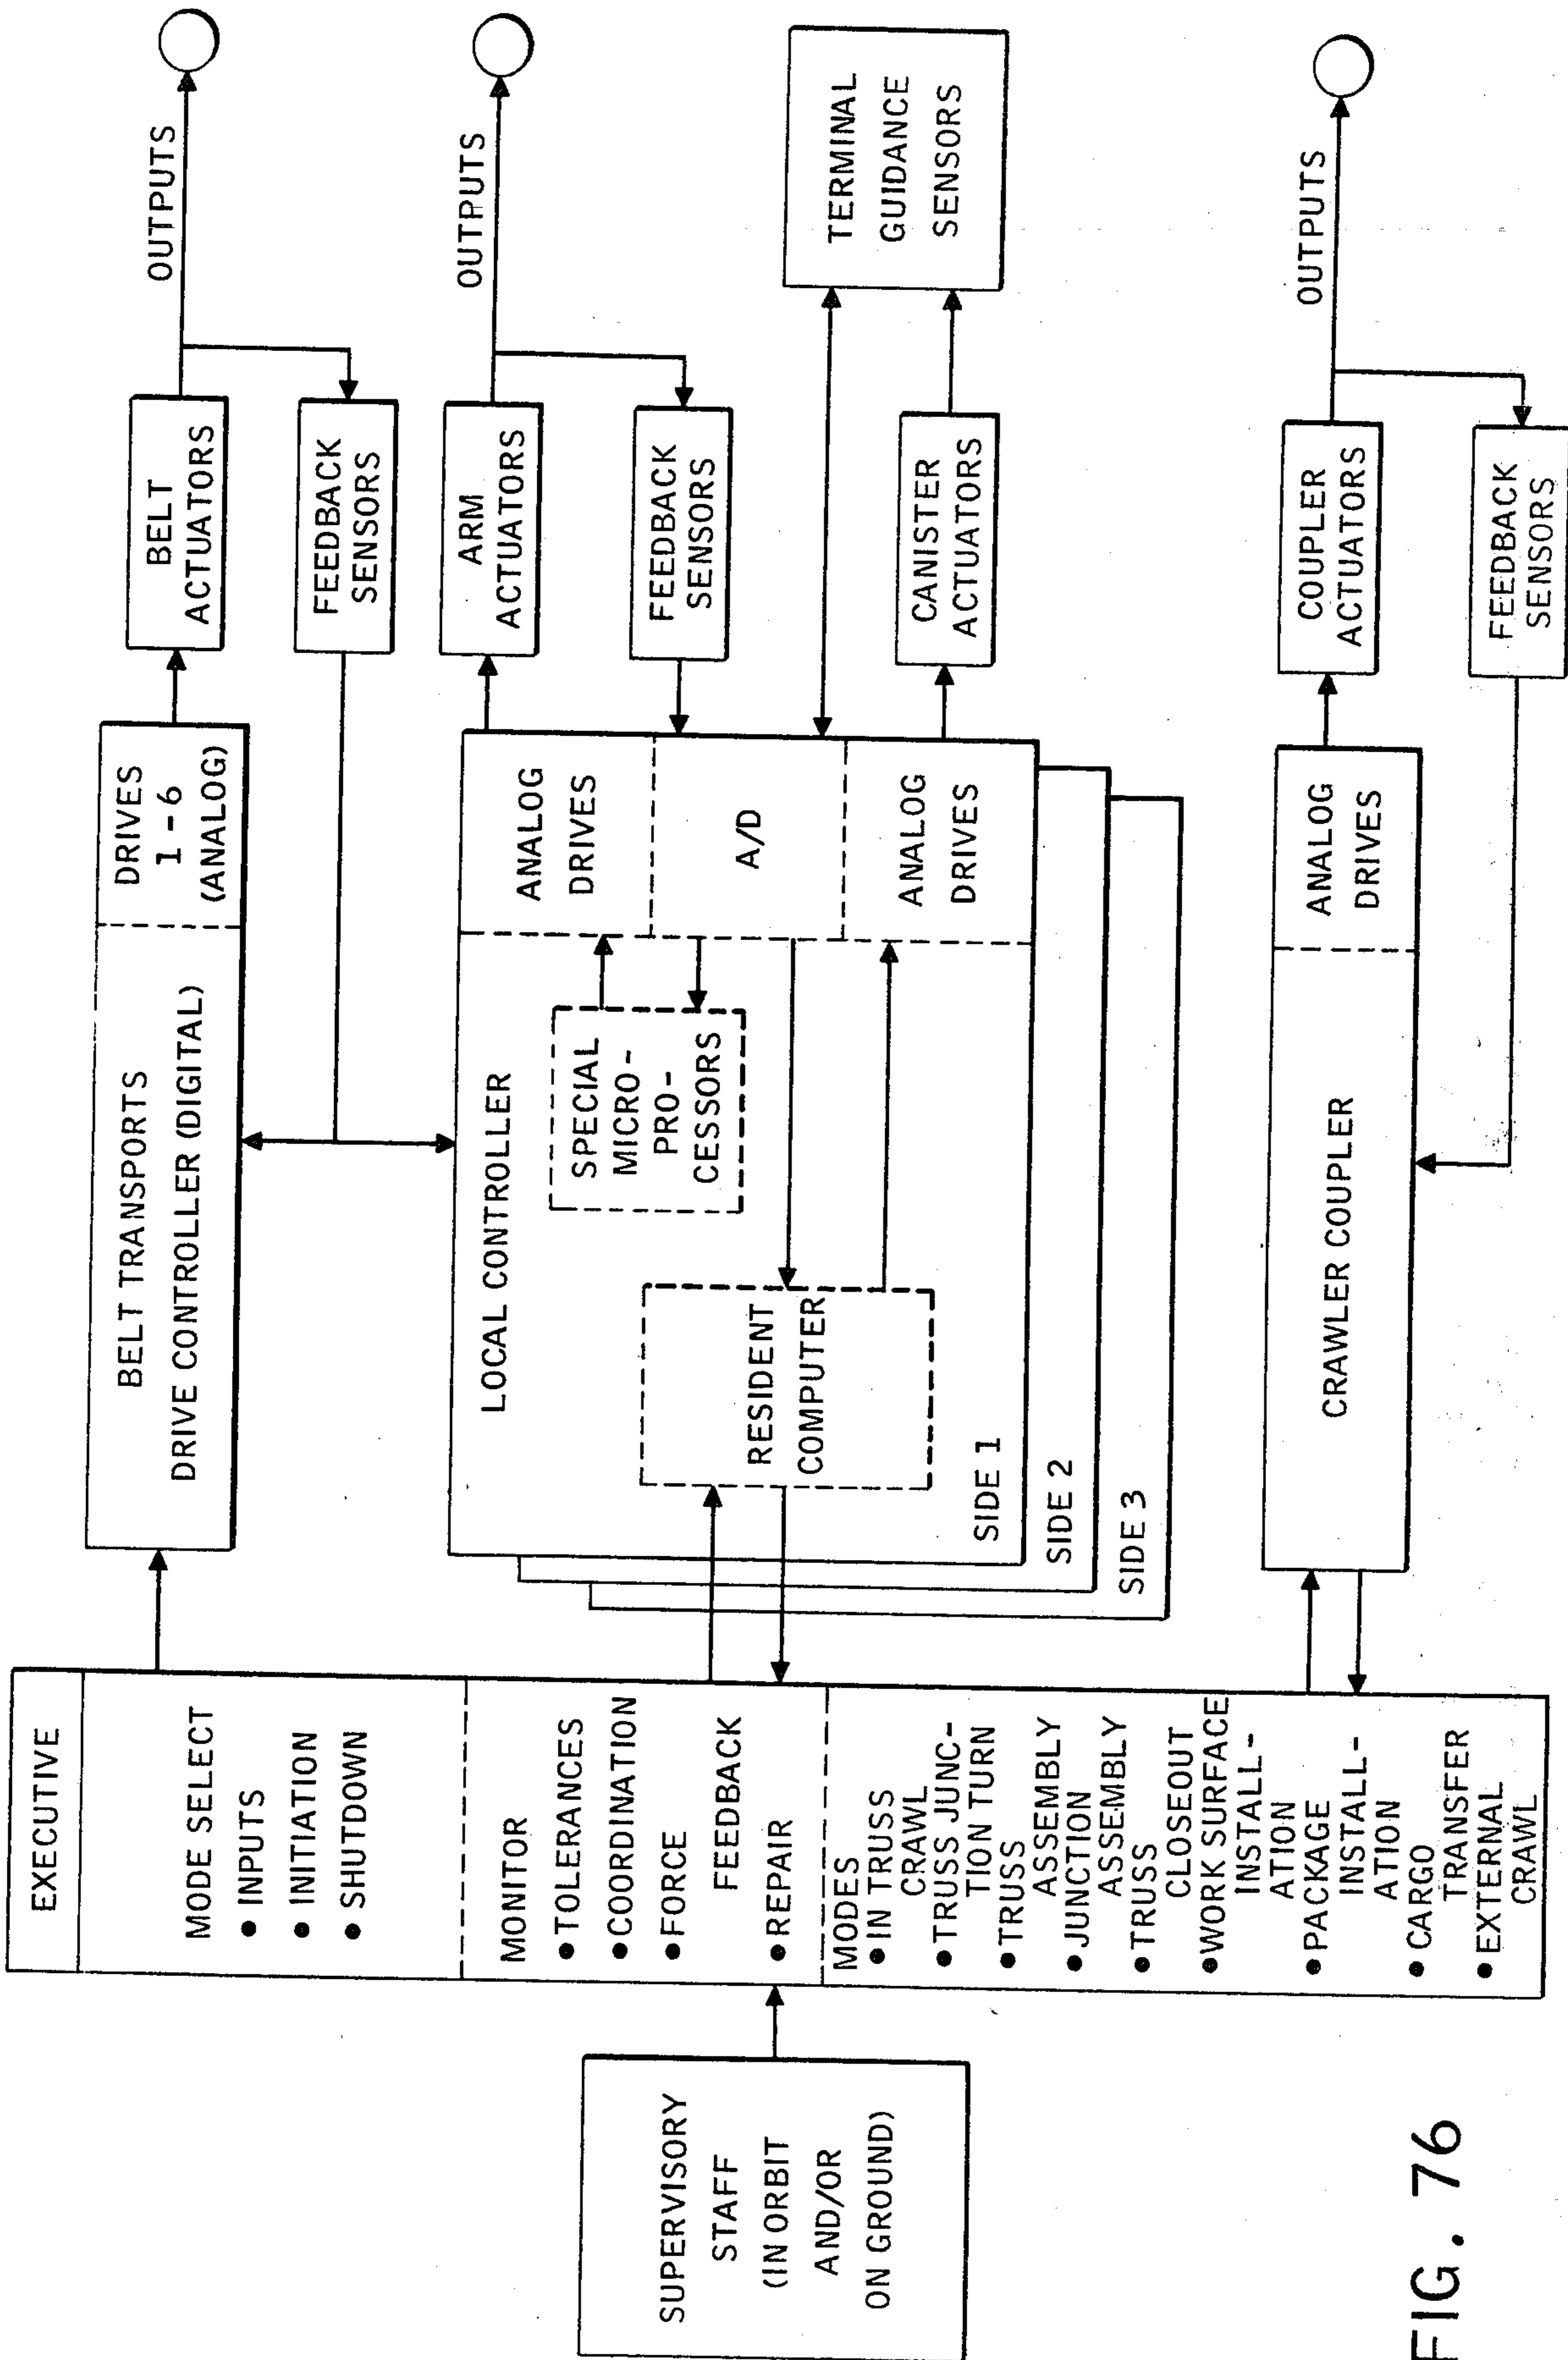 SUPERVISORY
STAFF
(IN ORBIT
AND/OR
ON GROUND)
EXECUTIVE
MODE SELECT
• INPUTS
• INITIATION
• SHUTDOWN
MONITOR
• TOLERANCES
• COORDINATION
• FORCE
FEEDBACK
• REPAIR
MODES
• IN TRUSS
CRAWL
• TRUSS JUNC-
TION TURN
• TRUSS
ASSEMBLY
• JUNCTION
ASSEMBLY
• TRUSS
CLOSEOUT
• WORK SURFACE
INSTALL-
ATION
• PACKAGE
INSTALL-
ATION
• CARGO
TRANSFER
• EXTERNAL
CRAWL
BELT TRANSPORTS
DRIVE CONTROLLER (DIGITAL)
DRIVES
1 - 6
(ANALOG)
BELT
ACTUATORS
OUTPUTS
FEEDBACK
SENSORS
LOCAL CONTROLLER
SPECIAL
MICRO-
PRO-
CESSORS
RESIDENT
COMPUTER
ANALOG
DRIVES
A/D
ANALOG
DRIVES
SIDE 1
SIDE 2
SIDE 3
ARM
ACTUATORS
OUTPUTS
FEEDBACK
SENSORS
CANISTER
ACTUATORS
TERMINAL
GUIDANCE
SENSORS
CRAWLER COUPLER
ANALOG
DRIVES
COUPLER
ACTUATORS
OUTPUTS
FEEDBACK
SENSORS
FIG. 76